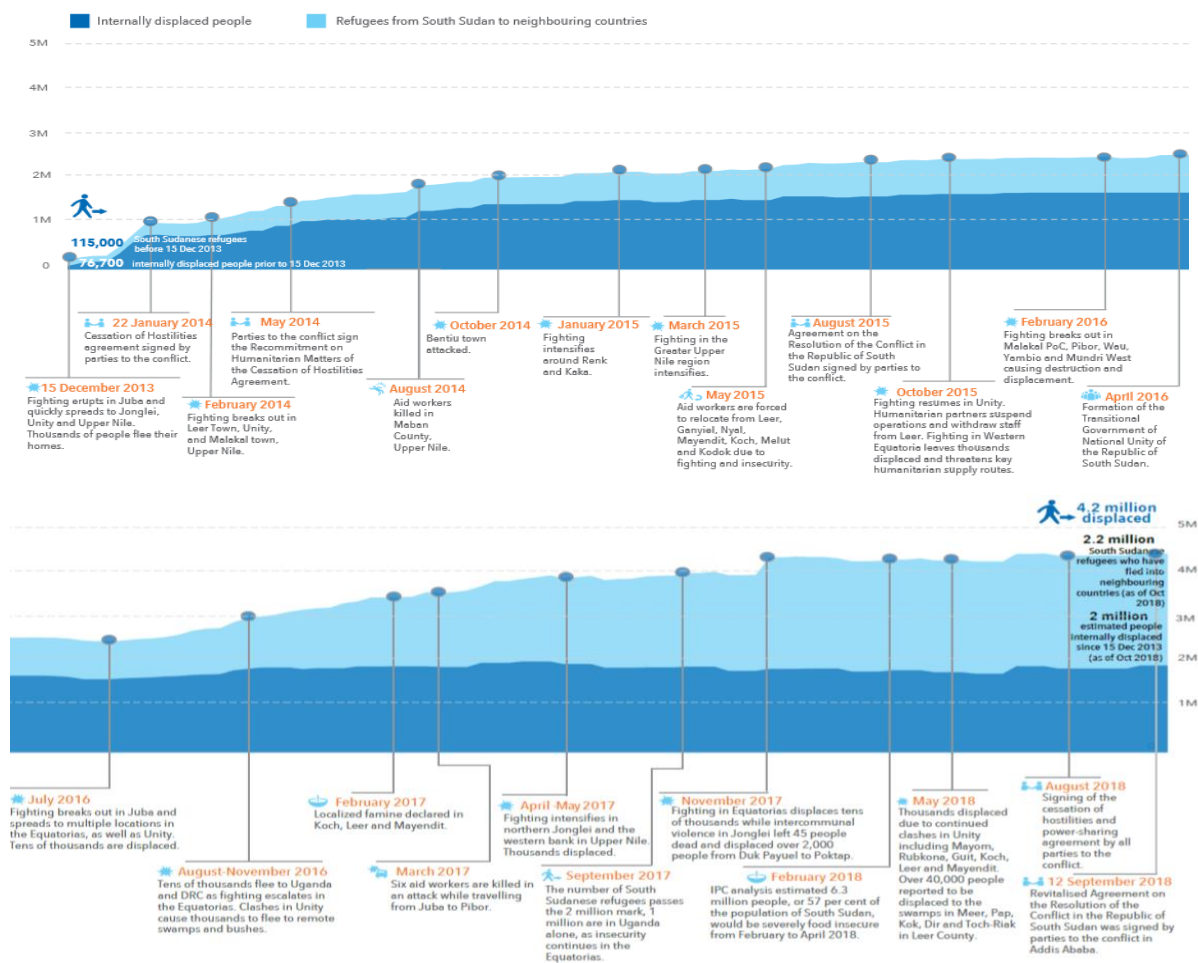 Internally displaced people
Refugees from South Sudan to neighbouring countries
5M
4M
3M
2M
1M
0
115,000 South Sudanese refugees
before 15 Dec 2013
76,700 internally displaced people prior to 15 Dec 2013
22 January 2014
Cessation of Hostilities
agreement signed by
parties to the conflict.
May 2014
Parties to the conflict sign
the Recommitment on
Humanitarian Matters of
the Cessation of Hostilities
Agreement.
October 2014
Bentiu town
attacked.
January 2015
Fighting
intensifies
around Renk
and Kaka.
March 2015
Fighting in the
Greater Upper
Nile region
intensifies.
August 2015
Agreement on the
Resolution of the Conflict in
the Republic of South
Sudan signed by parties to
the conflict.
February 2016
Fighting breaks out in
Malakal PoC, Pibor, Wau,
Yambio and Mundri West
causing destruction and
displacement.
15 December 2013
Fighting erupts in Juba and
quickly spreads to Jonglei,
Unity and Upper Nile.
Thousands of people flee their
homes.
February 2014
Fighting breaks out in
Leer Town, Unity,
and Malakal town,
Upper Nile.
August 2014
Aid workers
killed in
Maban
County,
Upper Nile.
May 2015
Aid workers are forced
to relocate from Leer,
Ganyiel, Nyal,
Mayendit, Koch, Melut
and Kodok due to
fighting and insecurity.
October 2015
Fighting resumes in Unity.
Humanitarian partners suspend
operations and withdraw staff
from Leer. Fighting in Western
Equatoria leaves thousands
displaced and threatens key
humanitarian supply routes.
April 2016
Formation of the
Transitional
Government of
National Unity of
the Republic of
South Sudan.
4.2 million
displaced
2.2 million
South Sudanese
refugees who have
fled into
neighbouring
countries (as of Oct
2018)
2 million
estimated people
internally displaced
since 15 Dec 2013
(as of Oct 2018)
5M
4M
3M
2M
1M
July 2016
Fighting breaks out in Juba and
spreads to multiple locations in
the Equatorias, as well as Unity.
Tens of thousands are displaced.
February 2017
Localized famine declared in
Koch, Leer and Mayendit.
April -May 2017
Fighting intensifies in
northern Jonglei and the
western bank in Upper Nile.
Thousands displaced.
November 2017
Fighting in Equatorias displaces tens
of thousands while intercommunal
violence in Jonglei left 45 people
dead and displaced over 2,000
people from Duk Payuel to Poktap.
May 2018
Thousands displaced
due to continued
clashes in Unity
including Mayom,
Rubkona, Guit, Koch,
Leer and Mayendit.
Over 40,000 people
reported to be
displaced to the
swamps in Meer, Pap,
Kok, Dir and Toch-Riak
in Leer County.
August 2018
Signing of the
cessation of
hostilities and
power-sharing
agreement by all
parties to the
conflict.
August-November 2016
Tens of thousands flee to Uganda
and DRC as fighting escalates in
the Equatorias. Clashes in Unity
cause thousands to flee to remote
swamps and bushes.
March 2017
Six aid workers are killed in
an attack while travelling
from Juba to Pibor.
September 2017
The number of South
Sudanese refugees passes
the 2 million mark, 1
million are in Uganda
alone, as insecurity
continues in the
Equatorias.
February 2018
IPC analysis estimated 6.3
million people, or 57 per cent of
the population of South Sudan,
would be severely food insecure
from February to April 2018.
12 September 2018
Revitalised Agreement on
the Resolution of the
Conflict in the Republic of
South Sudan was signed by
parties to the conflict in
Addis Ababa.